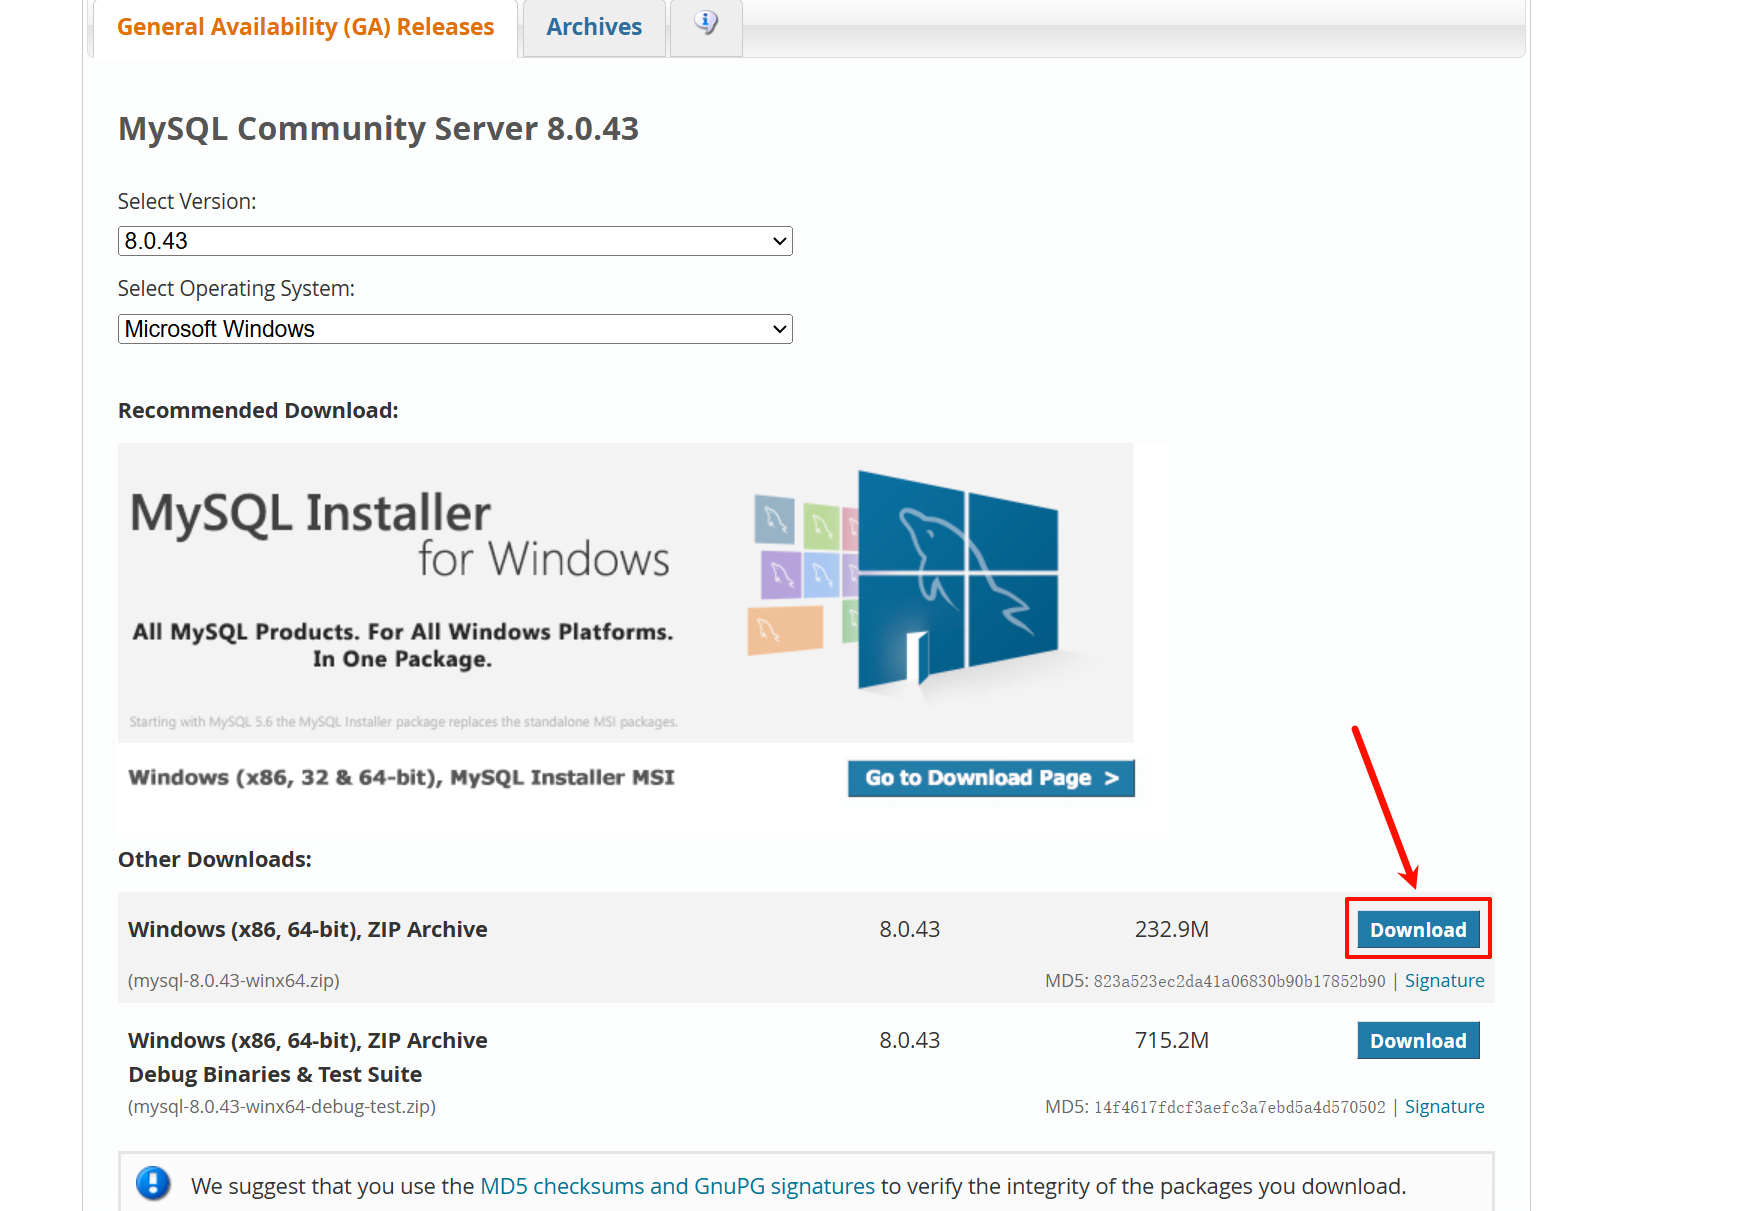 General Availability (GA) Releases
Archives
MySQL Community Server 8.0.43
Select Version:
8.0.43
Select Operating System:
Microsoft Windows
Recommended Download:
MySQL Installer
for Windows
All MySQL Products. For All Windows Platforms.
In One Package.
Starting with MySQL 5.6 the MySQL Installer package replaces the standalone MSI packages.
Windows (x86, 32 & 64-bit), MySQL Installer MSI
Go to Download Page >
Other Downloads:
Windows (x86, 64-bit), ZIP Archive 8.0.43 232.9M Download
(mysql-8.0.43-winx64.zip) MD5: 823a523ec2da41a06830b90b17852b90 | Signature
Windows (x86, 64-bit), ZIP Archive 8.0.43 715.2M Download
Debug Binaries & Test Suite
(mysql-8.0.43-winx64-debug-test.zip) MD5: 14f4617fdcf3aefc3a7ebd5a4d570502 | Signature
We suggest that you use the MD5 checksums and GnuPG signatures to verify the integrity of the packages you download.